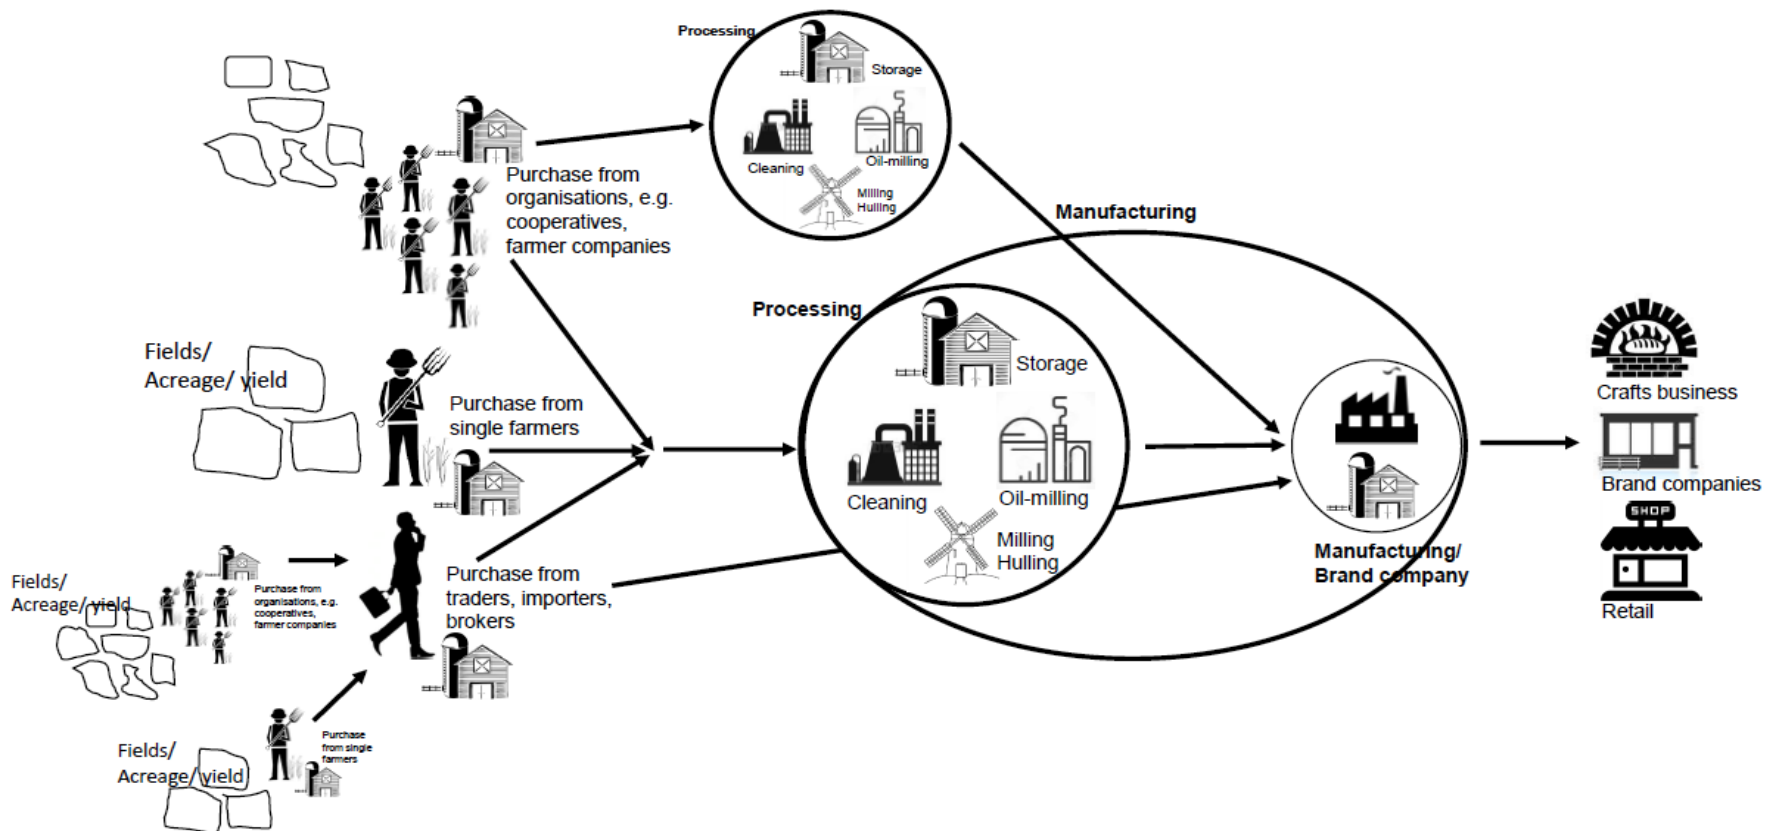 Processing
Storage
Cleaning
Oil-milling
Milling
Hulling
Purchase from
organisations, e.g.
cooperatives,
farmer companies
Manufacturing
Processing
Storage
Cleaning
Oil-milling
Milling
Hulling
Fields/
Acreage/ yield
Purchase from
single farmers
Purchase from
traders, importers,
brokers
Fields/
Acreage/ yield
Purchase from
organisations, e.g.
cooperatives,
farmer companies
Fields/
Acreage/ yield
Purchase
from single
farmers
Manufacturing/
Brand company
Crafts business
Brand companies
SHOP
Retail